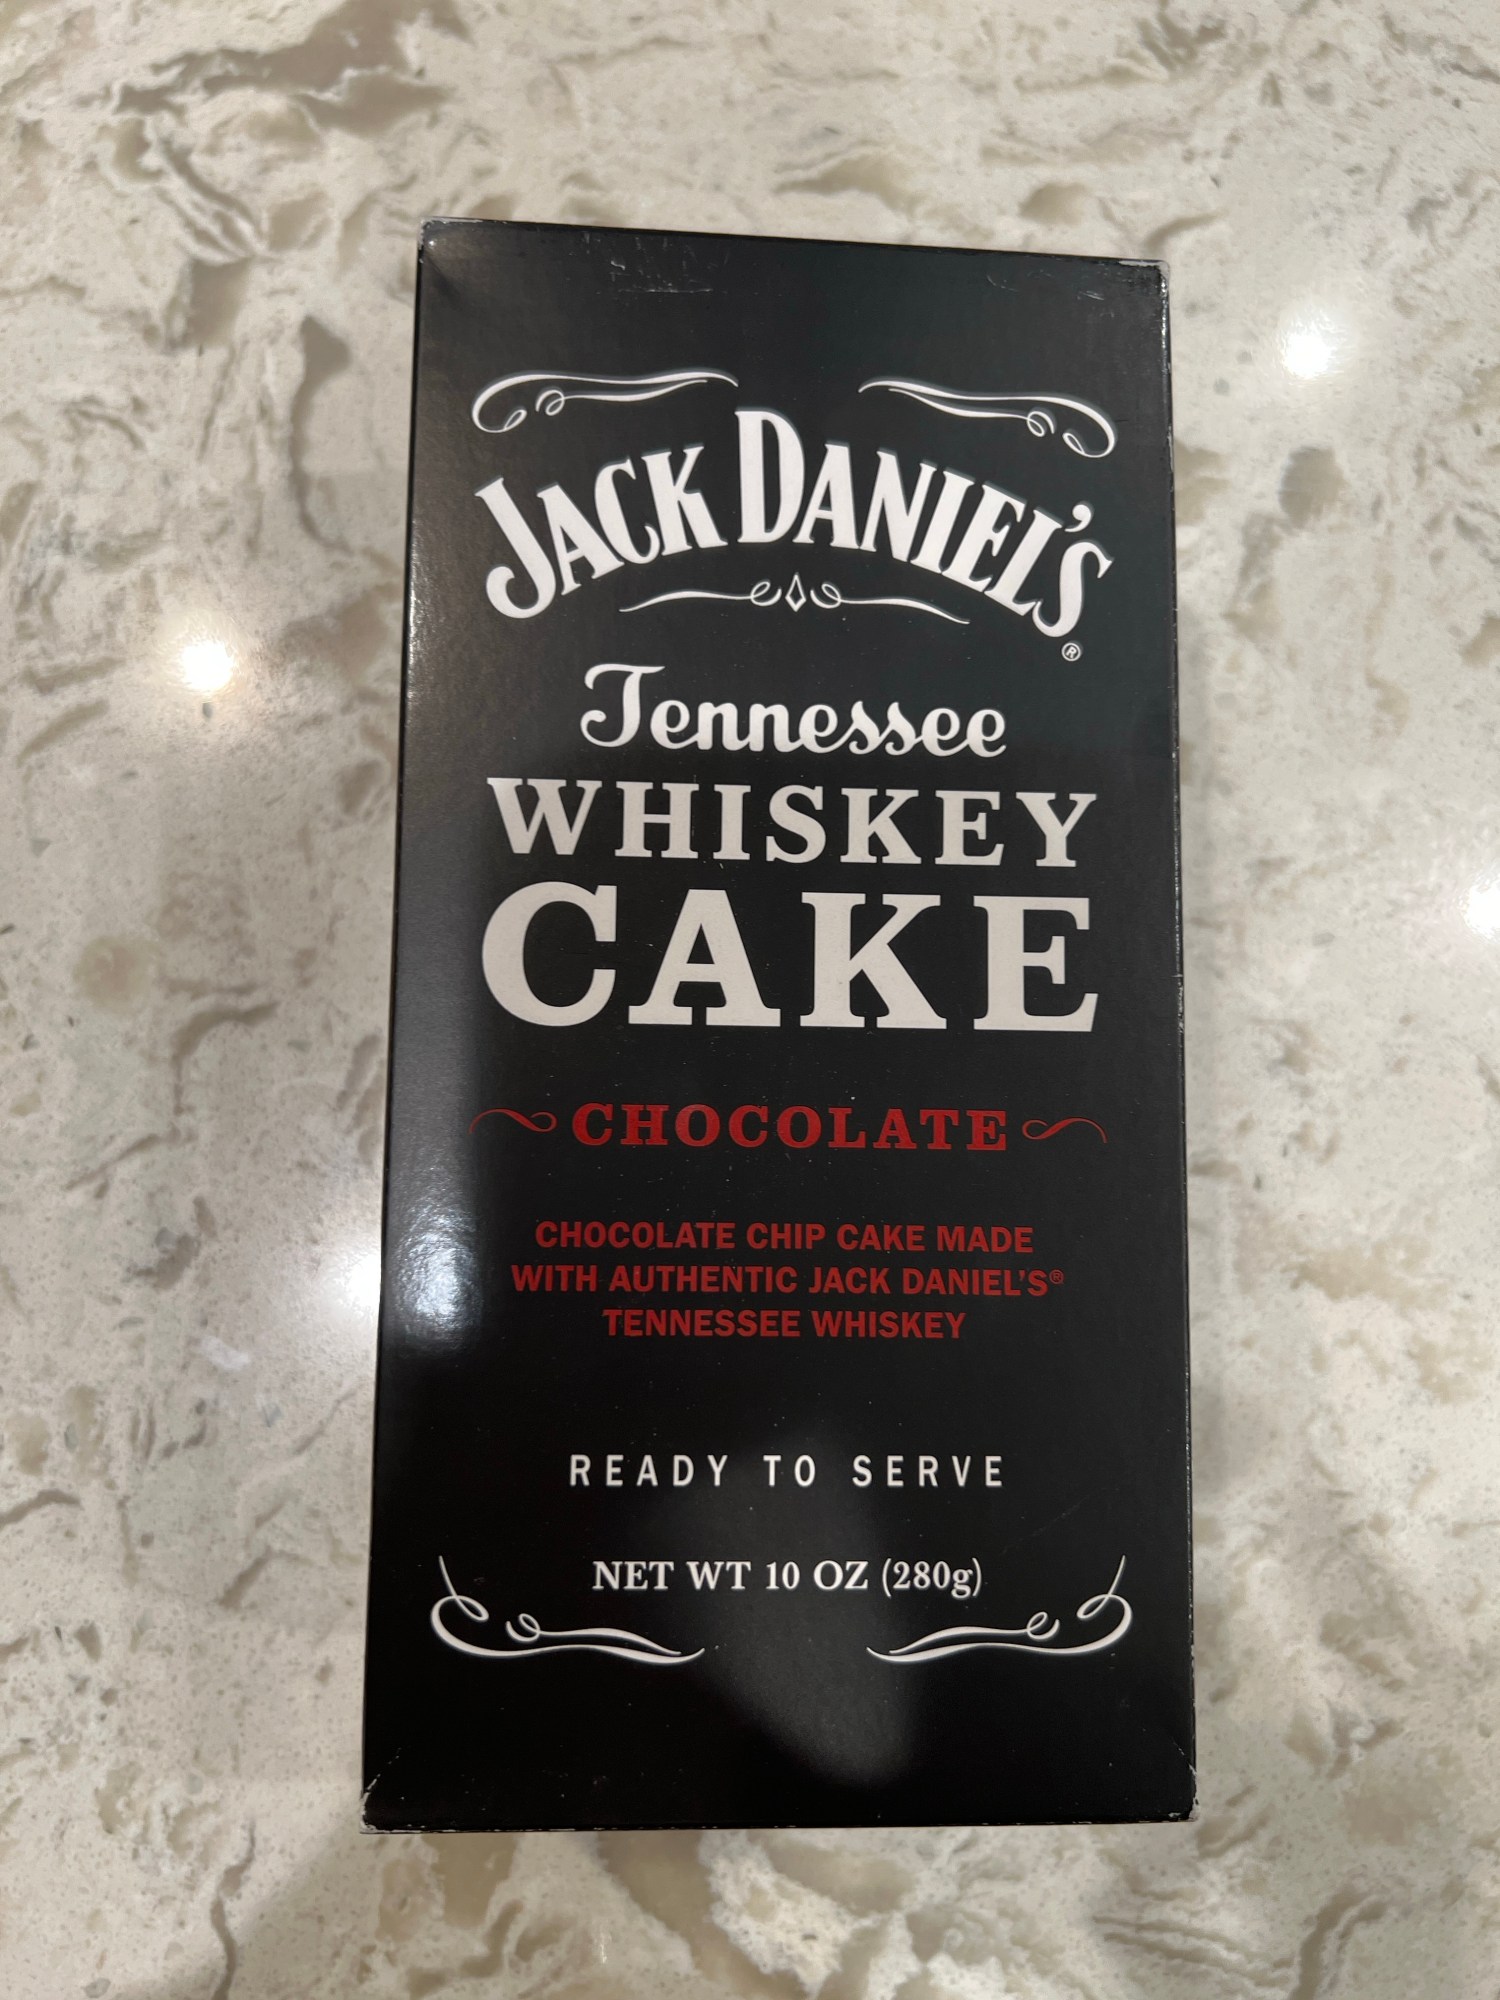 JACK DANIEL'S®
Tennessee
WHISKEY
CAKE
CHOCOLATE
CHOCOLATE CHIP CAKE MADE
WITH AUTHENTIC JACK DANIEL'S®
TENNESSEE WHISKEY
READY TO SERVE
NET WT 10 OZ (280g)